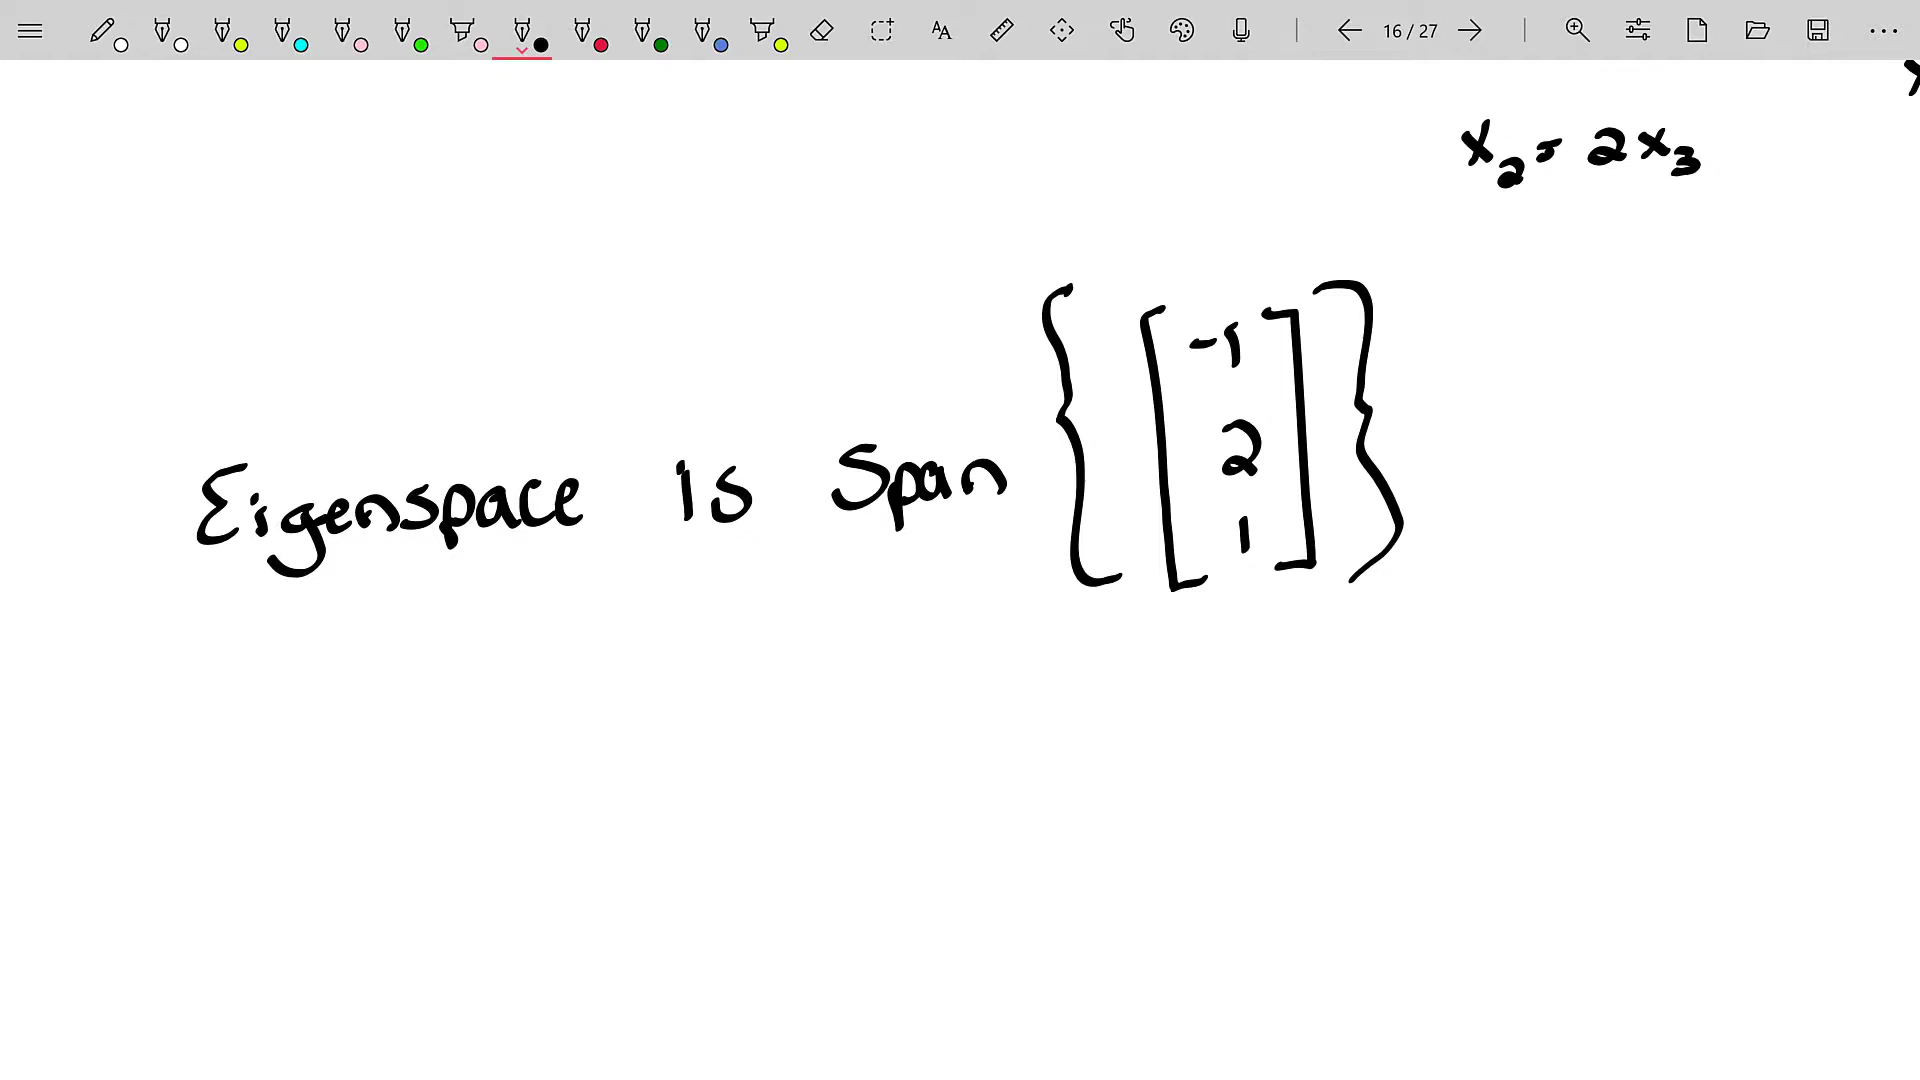 16 / 27
x₂ = 2x₃
Eigenspace is Span { [ -1
2
1 ] }